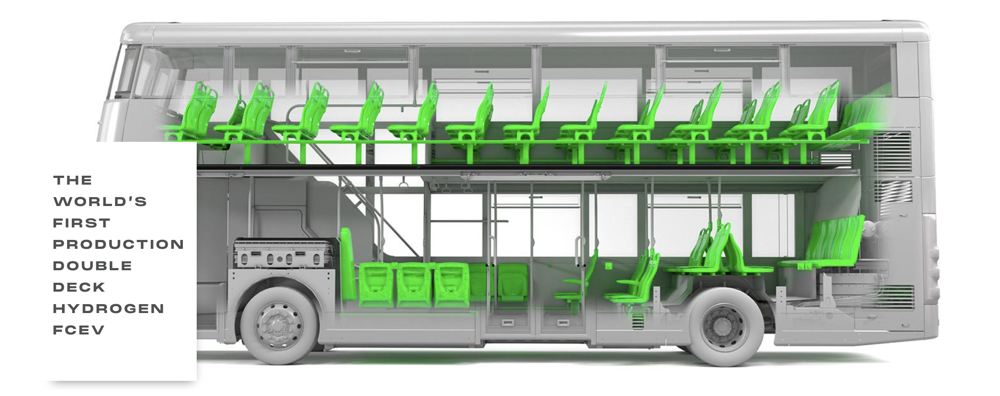 THE
WORLD'S
FIRST
PRODUCTION
DOUBLE
DECK
HYDROGEN
FCEV